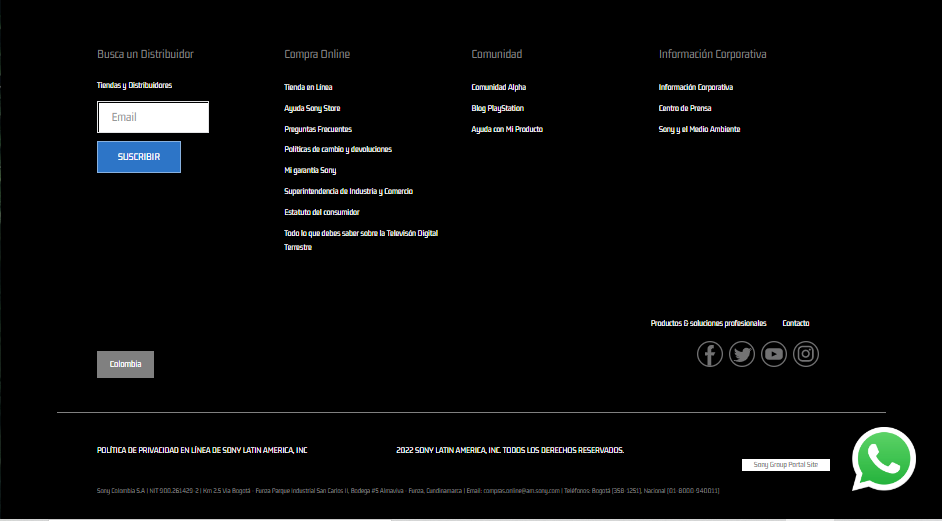 Busca un Distribuidor
Tiendas y Distribuidores
Email
SUSCRIBIR
Compra Online
Tienda en Línea
Ayuda Sony Store
Preguntas Frecuentes
Políticas de cambio y devoluciones
Mi garantía Sony
Superintendencia de Industria y Comercio
Estatuto del consumidor
Todo lo que debes saber sobre la Televisón Digital
Terrestre
Comunidad
Comunidad Alpha
Blog PlayStation
Ayuda con Mi Producto
Información Corporativa
Información Corporativa
Centro de Prensa
Sony y el Medio Ambiente
Productos & soluciones profesionales Contacto
Colombia
POLÍTICA DE PRIVACIDAD EN LÍNEA DE SONY LATIN AMERICA, INC 2022 SONY LATIN AMERICA, INC. TODOS LOS DERECHOS RESERVADOS.
Sony Group Portal Site
Sony Colombia S.A | NIT 900.261.429-2 | Km 2.5 Via Bogotá - Funza Parque Industrial San Carlos II, Bodega #5 Almaviva - Funza, Cundinamarca | Email: compras.online@am.sony.com | Teléfonos: Bogotá (358-1251), Nacional (01-8000-940011)